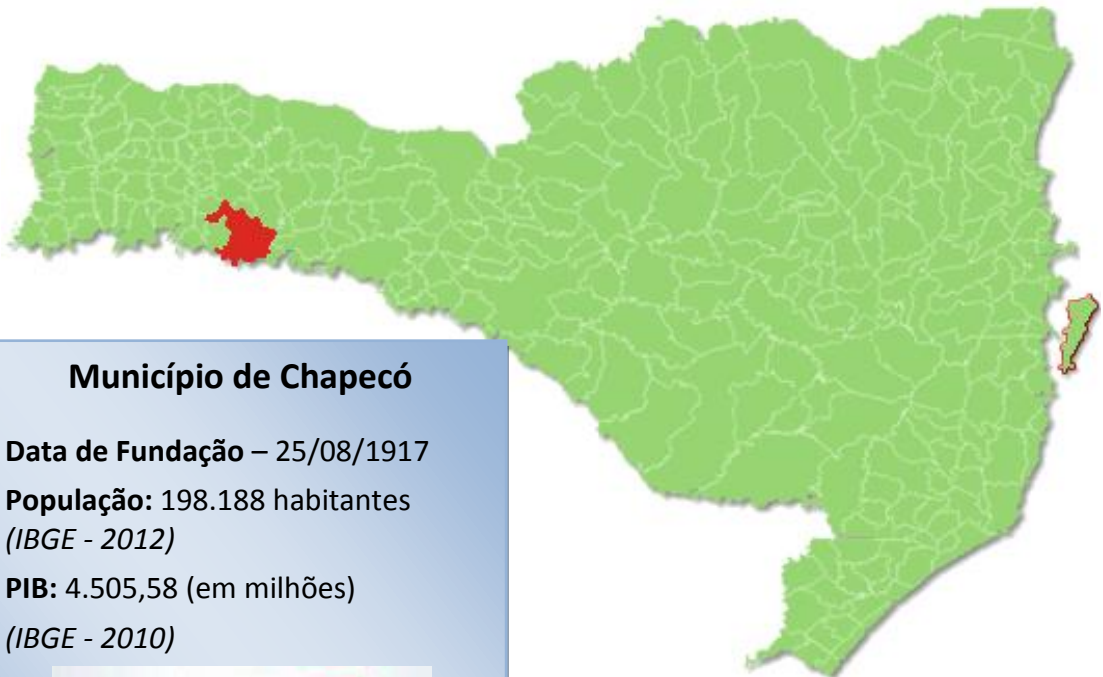 Município de Chapecó
Data de Fundação – 25/08/1917
População: 198.188 habitantes
(IBGE - 2012)
PIB: 4.505,58 (em milhões)
(IBGE - 2010)